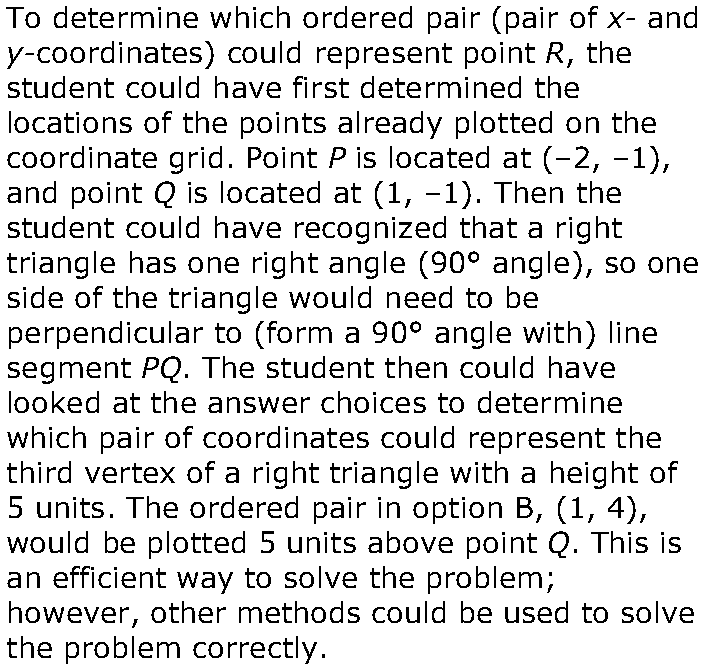 To determine which ordered pair (pair of x- and
y-coordinates) could represent point R, the
student could have first determined the
locations of the points already plotted on the
coordinate grid. Point P is located at (–2, –1),
and point Q is located at (1, –1). Then the
student could have recognized that a right
triangle has one right angle (90° angle), so one
side of the triangle would need to be
perpendicular to (form a 90° angle with) line
segment PQ. The student then could have
looked at the answer choices to determine
which pair of coordinates could represent the
third vertex of a right triangle with a height of
5 units. The ordered pair in option B, (1, 4),
would be plotted 5 units above point Q. This is
an efficient way to solve the problem;
however, other methods could be used to solve
the problem correctly.